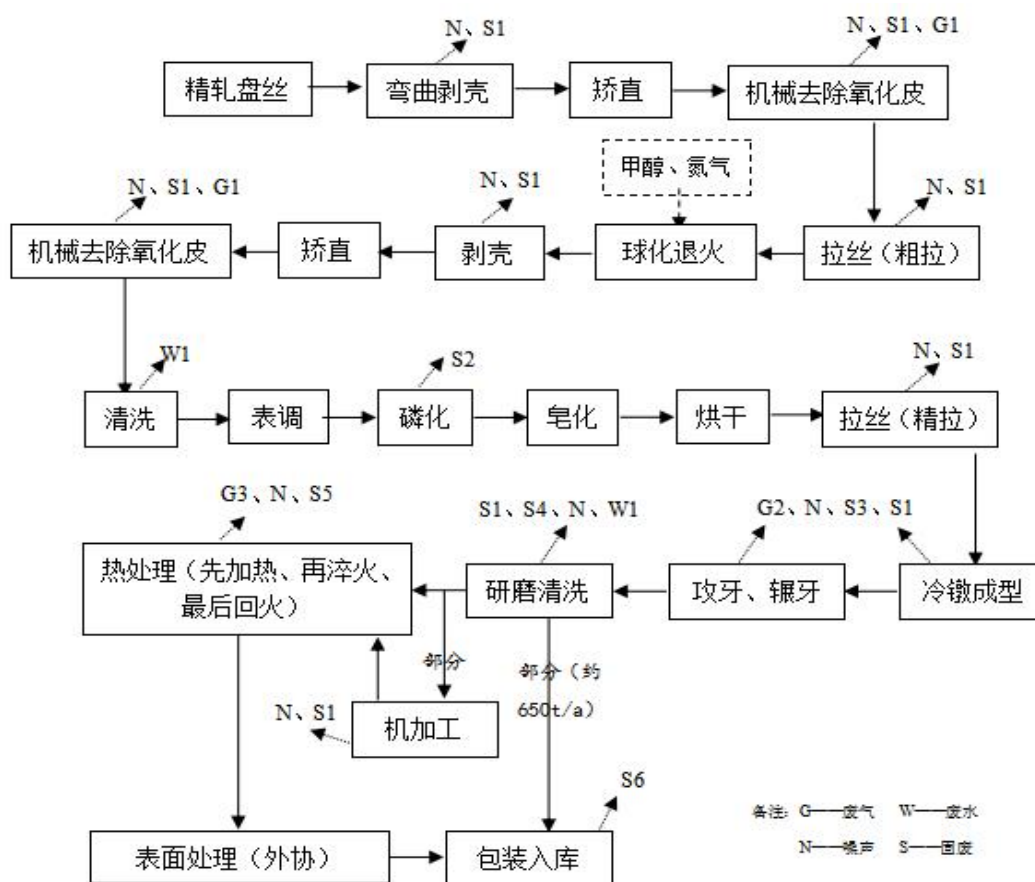 N、S1
N、S1、G1
精轧盘丝
弯曲剥壳
矫直
机械去除氧化皮
甲醇、氮气
N、S1、G1
N、S1
N、S1
机械去除氧化皮
矫直
剥壳
球化退火
拉丝（粗拉）
W1
S2
N、S1
清洗
表调
磷化
皂化
烘干
拉丝（精拉）
G3、N、S5
S1、S4、N、W1
G2、N、S3、S1
热处理（先加热、再淬火、
最后回火）
研磨清洗
攻牙、辗牙
冷镦成型
部分
部分（约
650t/a）
N、S1
机加工
S6
备注：G——废气 W——废水
N——噪声 S——固废
表面处理（外协）
包装入库